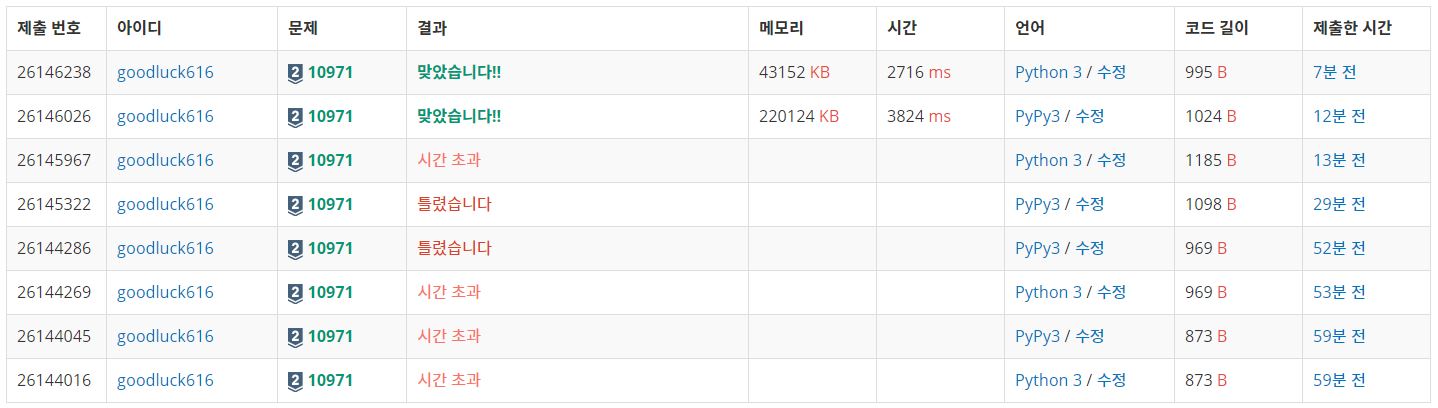 제출 번호 아이디 문제 결과 메모리 시간 언어 코드 길이 제출한 시간
26146238 goodluck616 2 10971 맞았습니다!! 43152 KB 2716 ms Python 3 / 수정 995 B 7분 전
26146026 goodluck616 2 10971 맞았습니다!! 220124 KB 3824 ms PyPy3 / 수정 1024 B 12분 전
26145967 goodluck616 2 10971 시간 초과 Python 3 / 수정 1185 B 13분 전
26145322 goodluck616 2 10971 틀렸습니다 PyPy3 / 수정 1098 B 29분 전
26144286 goodluck616 2 10971 틀렸습니다 PyPy3 / 수정 969 B 52분 전
26144269 goodluck616 2 10971 시간 초과 Python 3 / 수정 969 B 53분 전
26144045 goodluck616 2 10971 시간 초과 PyPy3 / 수정 873 B 59분 전
26144016 goodluck616 2 10971 시간 초과 Python 3 / 수정 873 B 59분 전